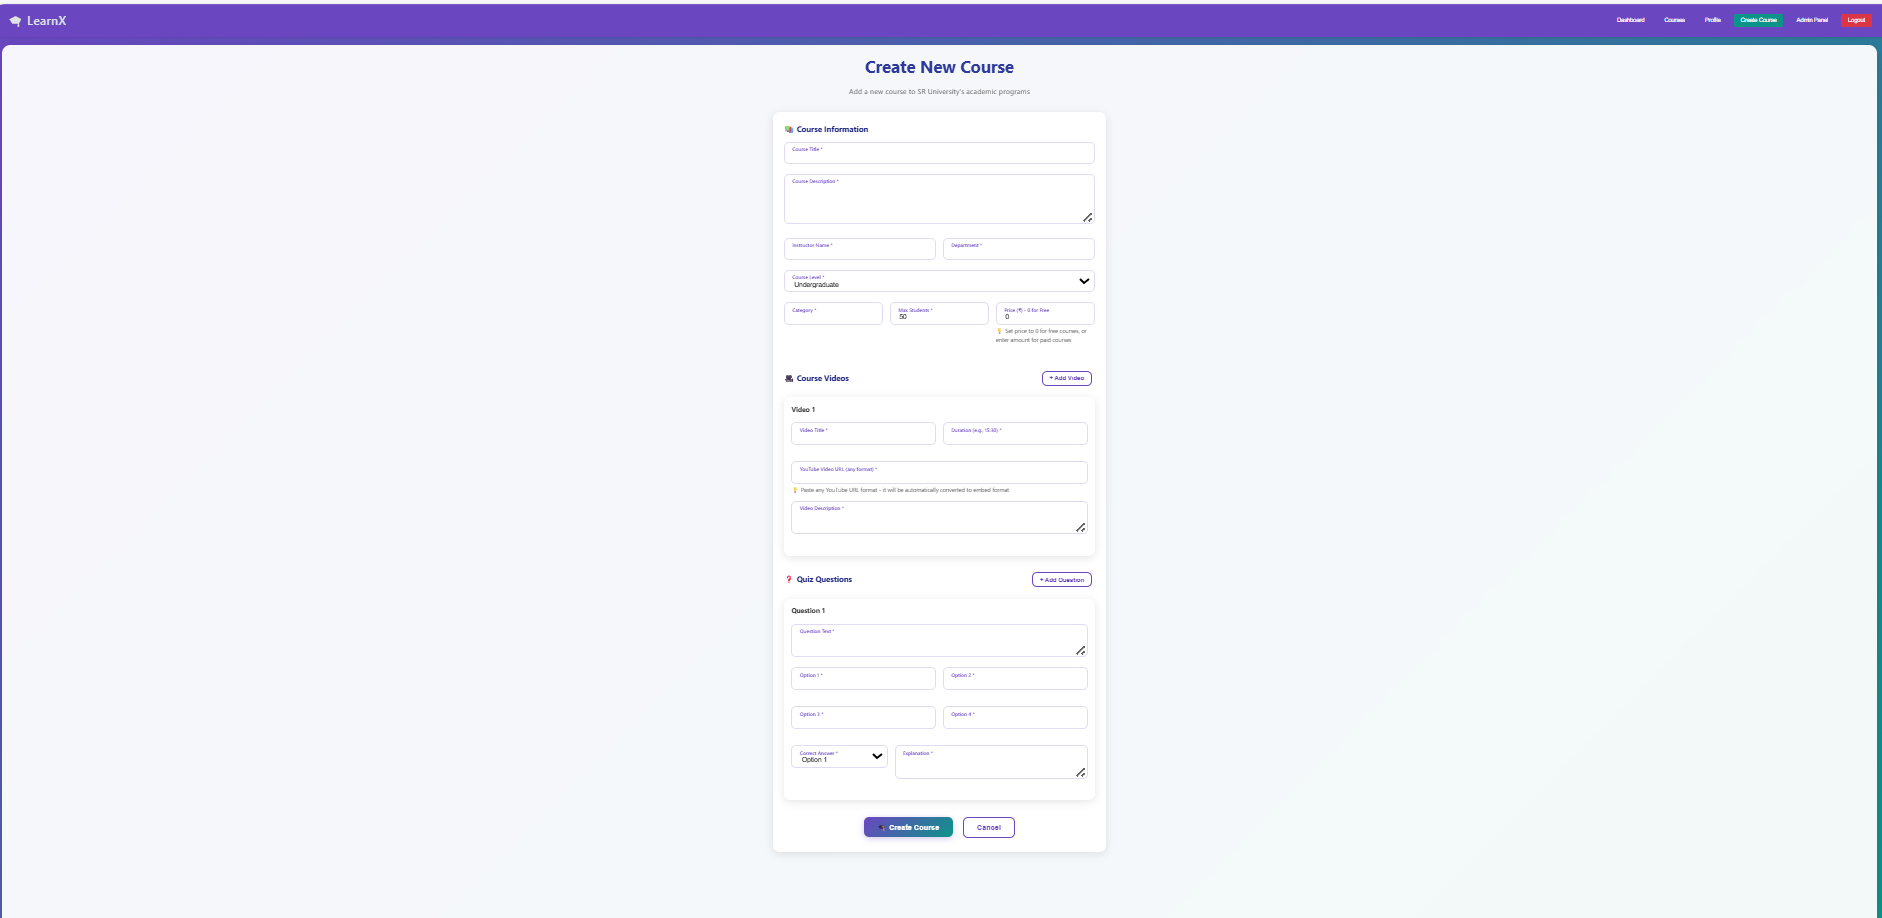 LearnX
Dashboard Courses Profile Create Course Admin Panel Logout
Create New Course
Add a new course to SR University's academic programs
Course Information
Course Title *
Course Description *
Instructor Name * Department *
Course Level *
Undergraduate
Category * Max Students * Price (₹) - 0 for Free
50 0
Set price to 0 for free courses, or
enter amount for paid courses
Course Videos + Add Video
Video 1
Video Title * Duration (e.g., 15:30) *
YouTube Video URL (any format) *
Paste any YouTube URL format - it will be automatically converted to embed format
Video Description *
Quiz Questions + Add Question
Question 1
Question Text *
Option 1 * Option 2 *
Option 3 * Option 4 *
Correct Answer * Explanation *
Option 1
Create Course Cancel